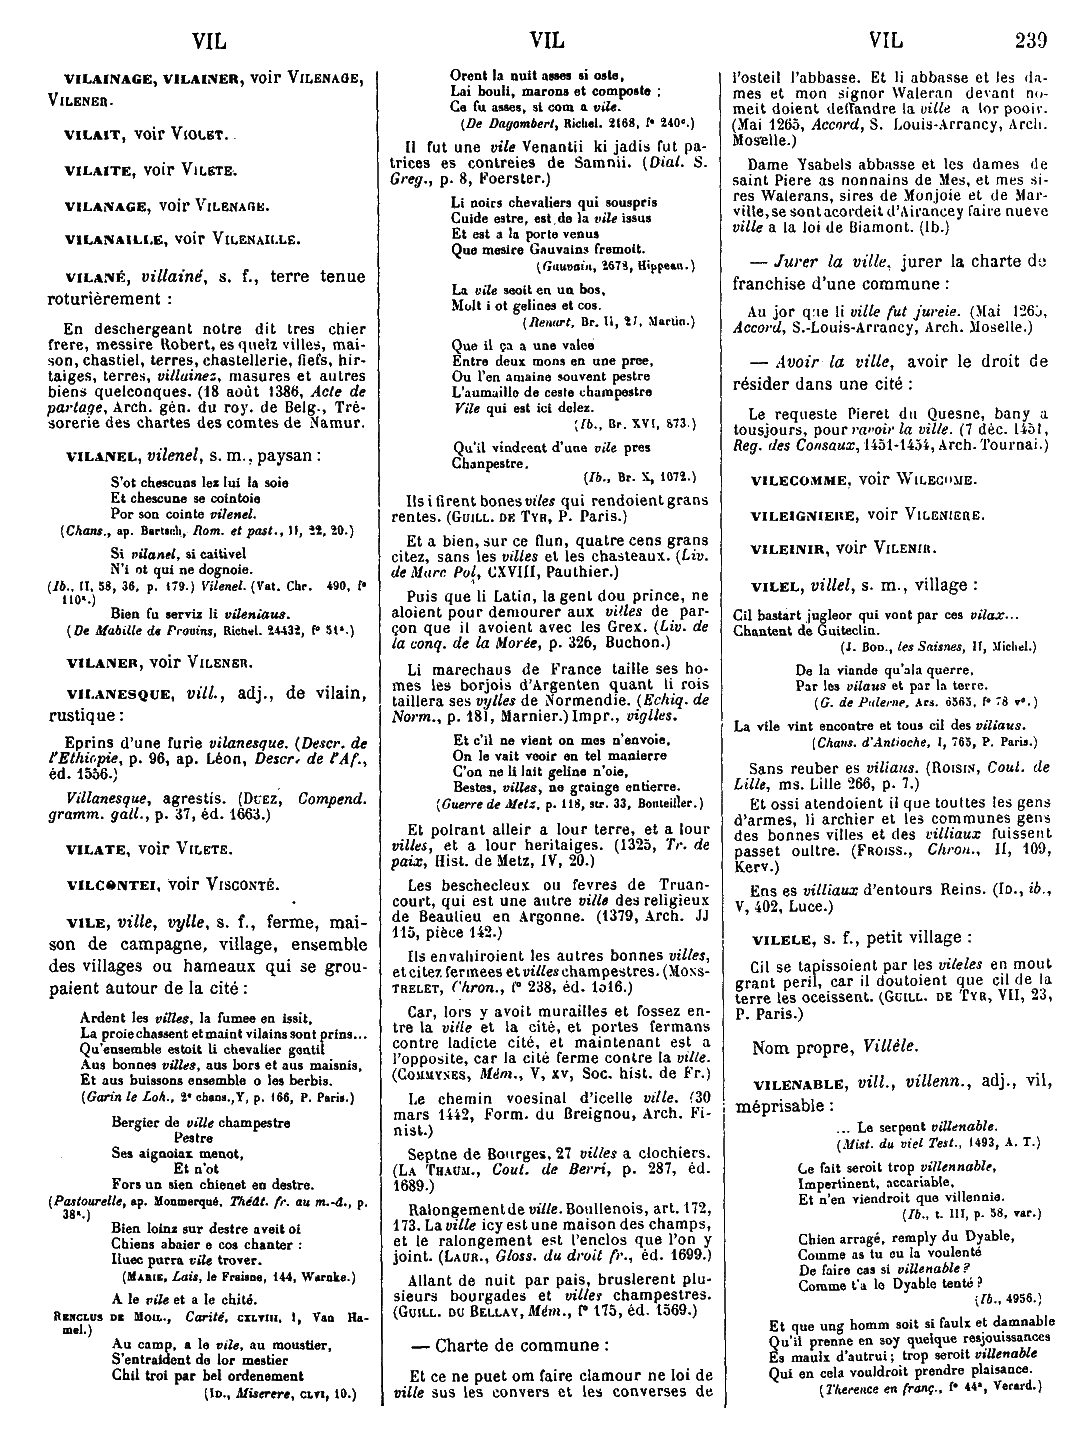 VIL VIL VIL 239
VILAINAGE, VILAINER, voir VILENAGE,
VILENER.
VILAIT, voir VIOLET.
VILAITE, voir VILETE.
VILANAGE, voir VILENAGE.
VILANAILLE, voir VILENAILLE.
VILANÉ, villainé, s. f., terre tenue
roturièrement :
En deschergeant notre dit tres chier
frere, messire Robert, es quelz villes, mai-
son, chastiel, terres, chastellerie, fiefs, hir-
taiges, terres, villainez, masures et autres
biens quelconques. (18 août 1386, Acte de
partage, Arch. gén. du roy. de Belg., Tré-
sorerie des chartes des comtes de Namur.
VILANEL, vilenel, s. m., paysan :
S'ot chescuns lez lui la soie
Et chescune se cointoie
Por son cointe vilenel.
(Chans., ap. Bartsch, Rom. et past., II, 22, 20.)
Si vilanel, si caitivel
N'i ot qui ne dognoie.
(Ib., II, 58, 36, p. 179.) Vilenel. (Vat. Chr. 490, f°
110ᵃ.)
Bien fu serviz li vileniaus.
(De Mabille de Provins, Richel. 24432, f° 51ᵃ.)
VILANER, voir VILENER.
VILANESQUE, vill., adj., de vilain,
rustique :
Eprins d'une furie vilanesque. (Descr. de
l'Ethiopie, p. 96, ap. Léon, Descr. de l'Af.,
éd. 1556.)
Villanesque, agrestis. (DUEZ, Compend.
gramm. gall., p. 37, éd. 1663.)
VILATE, voir VILETE.
VILCONTEI, voir VISCONTÉ.
VILE, ville, vylle, s. f., ferme, mai-
son de campagne, village, ensemble
des villages ou hameaux qui se grou-
paient autour de la cité :
Ardent les villes, la fumee en issit,
La proie chassent et maint vilains sont prins...
Qu'ensemble estoit li chevalier gentil
Aus bonnes villes, aus bors et aus maisnis,
Et aus buissons ensemble o les berbis.
(Garin le Loh., 2ᵉ chans., V, p. 166, P. Paris.)
Bergier de ville champestre
Pestre
Ses aignoiax menot,
Et n'ot
Fors un sien chienet en destre.
(Pastourelle, ap. Monmerqué, Théât. fr. au m.-â., p.
38ᵃ.)
Bien loinz sur destre aveit oi
Chiens abaier e cos chanter :
Iluec purra vile trover.
(MARIE, Lais, le Fraisne, 144, Warnke.)
A le vile et a le chité.
RENCLUS DE MOIL., Carité, CXLVIII, 1, Van Ha-
mel.)
Au camp, a le vile, au moustier,
S'entraident de lor mestier
Chil troi par bel ordenement
(ID., Miserere, CLVI, 10.)
Orent la nuit asses si oste,
Lai bouli, marons et composte ;
Ce fu asses, si com a vile.
(De Dagombert, Richel. 2168, f° 240ᵉ.)
Il fut une vile Venantii ki jadis fut pa-
trices es contreies de Samnii. (Dial. S.
Greg., p. 8, Foerster.)
Li noirs chevaliers qui souspris
Cuide estre, est de la vile issus
Et est a la porte venus
Que mesire Gauvains fremoit.
(Gauvain, 2673, Hippeau.)
La vile seoit en un bos,
Molt i ot gelines et cos.
(Renart, Br. II, 27, Martin.)
Que il ça a une valee
Entre deux mons en une pree,
Ou l'en amaine souvent pestre
L'aumaille de ceste champestre
Vile qui est ici delez.
(Ib., Br. XVI, 873.)
Qu'il vindrent d'une vile pres
Chanpestre.
(Ib., Br. X, 1072.)
Ils i firent bones viles qui rendoient grans
rentes. (GUILL. DE TYR, P. Paris.)
Et a bien, sur ce flun, quatre cens grans
citez, sans les villes et les chasteaux. (Liv.
de Marc Pol, CXVIII, Pauthier.)
Puis que li Latin, la gent dou prince, ne
aloient pour demourer aux villes de par-
çon que il avoient avec les Grex. (Liv. de
la conq. de la Morée, p. 326, Buchon.)
Li marechaus de France taille ses ho-
mes les borjois d'Argenten quant li rois
taillera ses vylles de Normendie. (Echiq. de
Norm., p. 181, Marnier.) Impr., viglles.
Et c'il ne vient on mes n'envoie,
On le vait veoir en tel manierre
C'on ne li lait geline n'oie,
Bestes, villes, ne grainge entierre.
(Guerre de Metz, p. 118, str. 33, Bouteiller.)
Et polrant alleir a lour terre, et a lour
villes, et a lour heritaiges. (1325, Tr. de
paix, Hist. de Metz, IV, 20.)
Les beschecleux ou fevres de Truan-
court, qui est une autre ville des religieux
de Beaulieu en Argonne. (1379, Arch. JJ
115, pièce 142.)
Ils envahiroient les autres bonnes villes,
et citez fermees et villes champestres. (MONS-
TRELET, Chron., f° 238, éd. 1516.)
Car, lors y avoit murailles et fossez en-
tre la ville et la cité, et portes fermans
contre ladicte cité, et maintenant est a
l'opposite, car la cité ferme contre la ville.
(COMMYNES, Mém., V, xv, Soc. hist. de Fr.)
Le chemin voesinal d'icelle ville. (30
mars 1442, Form. du Breignou, Arch. Fi-
nist.)
Septne de Bourges, 27 villes a clochiers.
(LA THAUM., Cout. de Berri, p. 287, éd.
1689.)
Ralongement de ville. Boullenois, art. 172,
173. La ville icy est une maison des champs,
et le ralongement est l'enclos que l'on y
joint. (LAUR., Gloss. du droit fr., éd. 1699.)
Allant de nuit par pais, bruslerent plu-
sieurs bourgades et villes champestres.
(GUILL. DU BELLAY, Mém., f° 175, éd. 1569.)
— Charte de commune :
Et ce ne puet om faire clamour ne loi de
ville sus les convers et les converses de
l'osteil l'abbasse. Et li abbasse et les da-
mes et mon signor Waleran devant no-
meit doient deffandre la ville a lor pooir.
(Mai 1265, Accord, S. Louis-Arrancy, Arch.
Moselle.)
Dame Ysabels abbasse et les dames de
saint Piere as nonnains de Mes, et mes si-
res Walerans, sires de Monjoie et de Mar-
ville, se sont acordeit d'Airancey faire nueve
ville a la loi de Biamont. (Ib.)
— Jurer la ville, jurer la charte de
franchise d'une commune :
Au jor que li ville fut jureie. (Mai 1265,
Accord, S.-Louis-Arrancy, Arch. Moselle.)
— Avoir la ville, avoir le droit de
résider dans une cité :
Le requeste Pieret du Quesne, bany a
tousjours, pour ravoir la ville. (7 déc. 1451,
Reg. des Consaux, 1451-1454, Arch. Tournai.)
VILECOMME, voir WILECOME.
VILEIGNIERE, voir VILENIERE.
VILEINIR, voir VILENIR.
VILEL, villel, s. m., village :
Cil bastart jugleor qui vont par ces vilax...
Chantent de Guiteclin.
(J. BOD., les Saisnes, II, Michel.)
De la viande qu'ala querre,
Par les vilaus et par la terre.
(G. de Palerne, Ars. 6565, f° 78 v°.)
La vile vint encontre et tous cil des viliaus.
(Chans. d'Antioche, I, 765, P. Paris.)
Sans reuber es viliaus. (ROISIN, Cout. de
Lille, ms. Lille 266, p. 7.)
Et ossi atendoient il que touttes les gens
d'armes, li archier et les communes gens
des bonnes villes et des villiaux fuissent
passet oultre. (FROISS., Chron., II, 109,
Kerv.)
Ens es villiaux d'entours Reins. (ID., ib.,
V, 402, Luce.)
VILELE, s. f., petit village :
Cil se tapissoient par les vileles en mout
grant peril, car il doutoient que cil de la
terre les oceissent. (GUILL. DE TYR, VII, 23,
P. Paris.)
Nom propre, Villèle.
VILENABLE, vill., villenn., adj., vil,
méprisable :
... Le serpent villenable.
(Mist. du viel Test., 1493, A. T.)
Ce fait seroit trop villennable,
Impertinent, accariable,
Et n'en viendroit que villennie.
(Ib., t. III, p. 58, var.)
Chien arragé, remply du Dyable,
Comme as tu eu la voulenté
De faire cas si villenable ?
Comme t'a le Dyable tenté ?
(Ib., 4956.)
Et que ung homm soit si faulx et damnable
Qu'il prenne en soy quelque resjouissances
Es maulx d'autrui ; trop seroit villenable
Qui en cela vouldroit prendre plaisance.
(Therence en franç., f° 44ᵃ, Verard.)